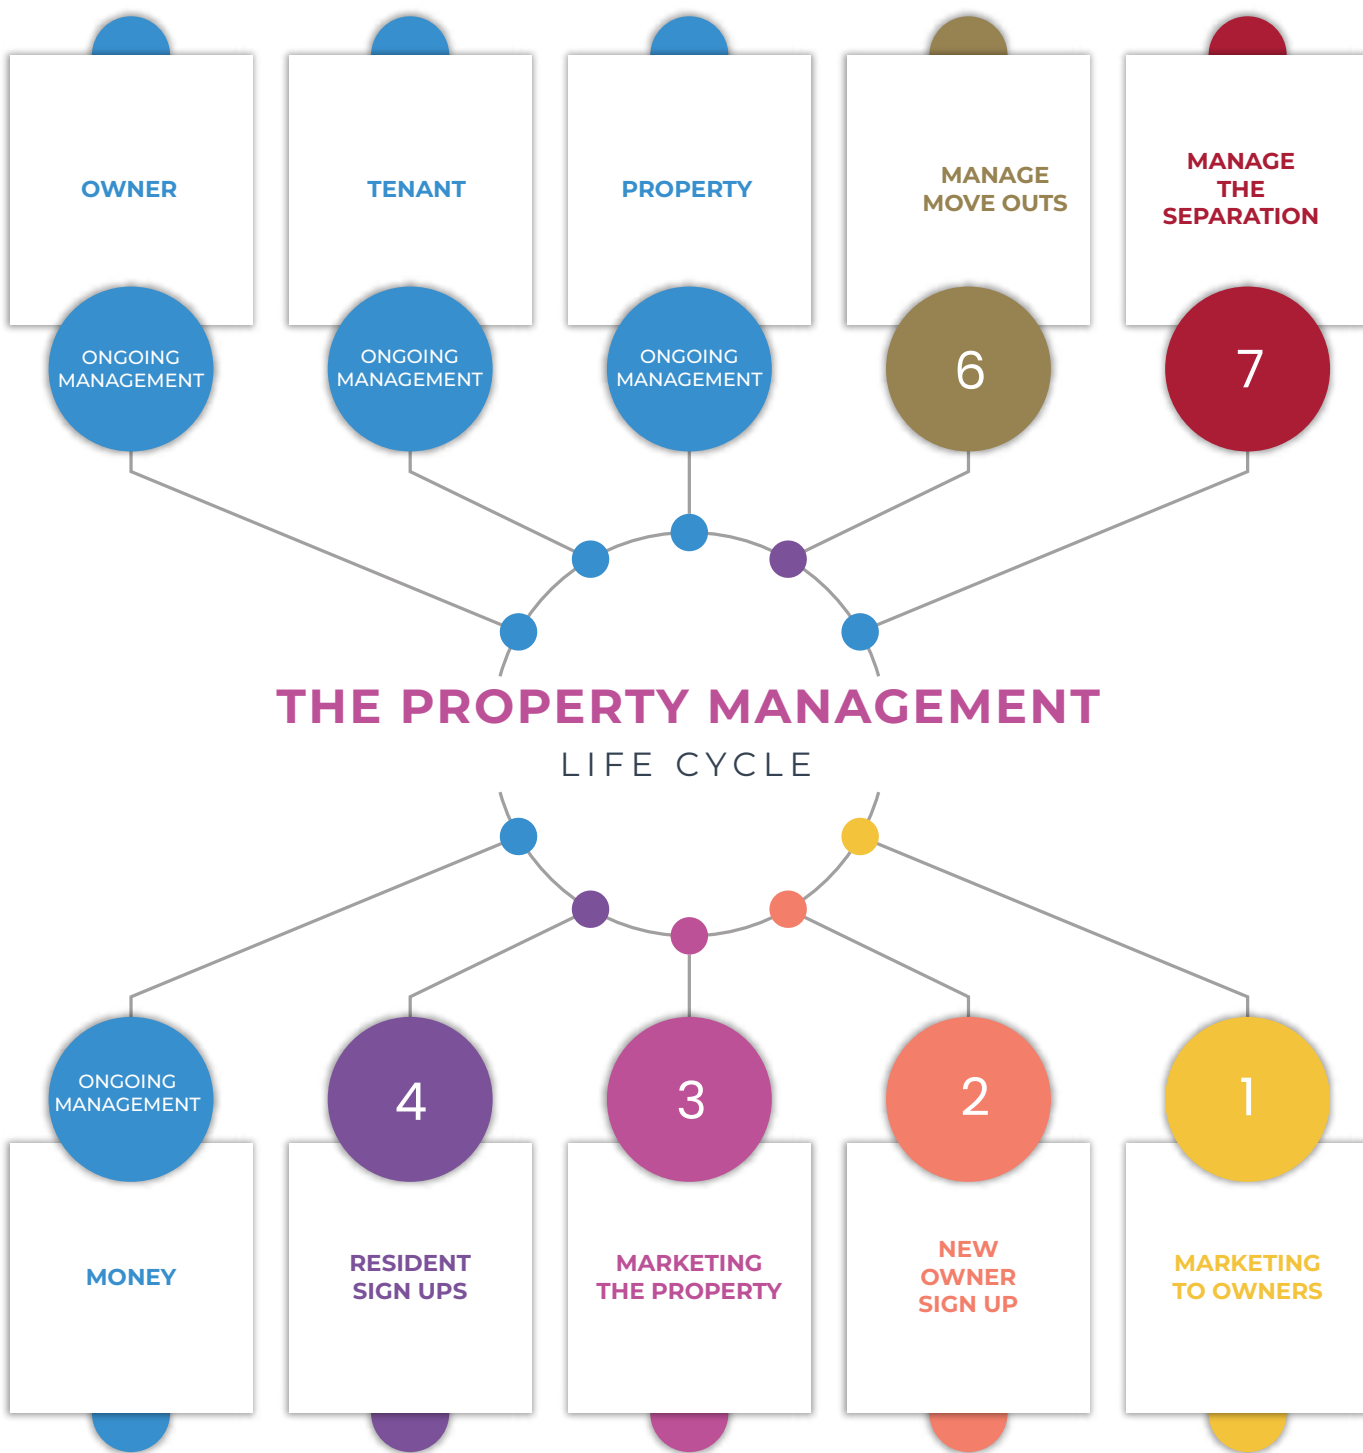 OWNER
TENANT
PROPERTY
MANAGE
MOVE OUTS
MANAGE
THE
SEPARATION
ONGOING
MANAGEMENT
ONGOING
MANAGEMENT
ONGOING
MANAGEMENT
6
7
THE PROPERTY MANAGEMENT
LIFE CYCLE
ONGOING
MANAGEMENT
4
3
2
1
MONEY
RESIDENT
SIGN UPS
MARKETING
THE PROPERTY
NEW
OWNER
SIGN UP
MARKETING
TO OWNERS